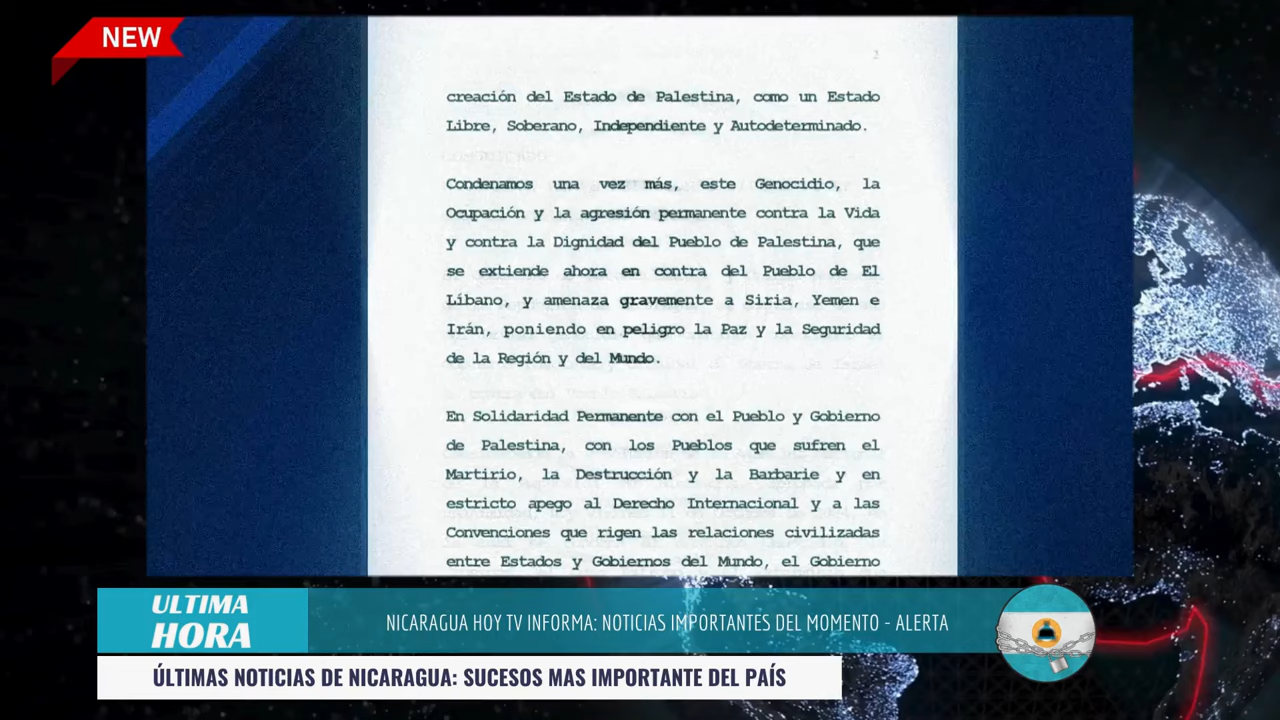 NEW
2
creación del Estado de Palestina, como un Estado
Libre, Soberano, Independiente y Autodeterminado.
Condenamos una vez más, este Genocidio, la
Ocupación y la agresión permanente contra la Vida
y contra la Dignidad del Pueblo de Palestina, que
se extiende ahora en contra del Pueblo de El
Líbano, y amenaza gravemente a Siria, Yemen e
Irán, poniendo en peligro la Paz y la Seguridad
de la Región y del Mundo.
En Solidaridad Permanente con el Pueblo y Gobierno
de Palestina, con los Pueblos que sufren el
Martirio, la Destrucción y la Barbarie y en
estricto apego al Derecho Internacional y a las
Convenciones que rigen las relaciones civilizadas
entre Estados y Gobiernos del Mundo, el Gobierno
ULTIMA
HORA
NICARAGUA HOY TV INFORMA: NOTICIAS IMPORTANTES DEL MOMENTO - ALERTA
ÚLTIMAS NOTICIAS DE NICARAGUA: SUCESOS MAS IMPORTANTE DEL PAÍS